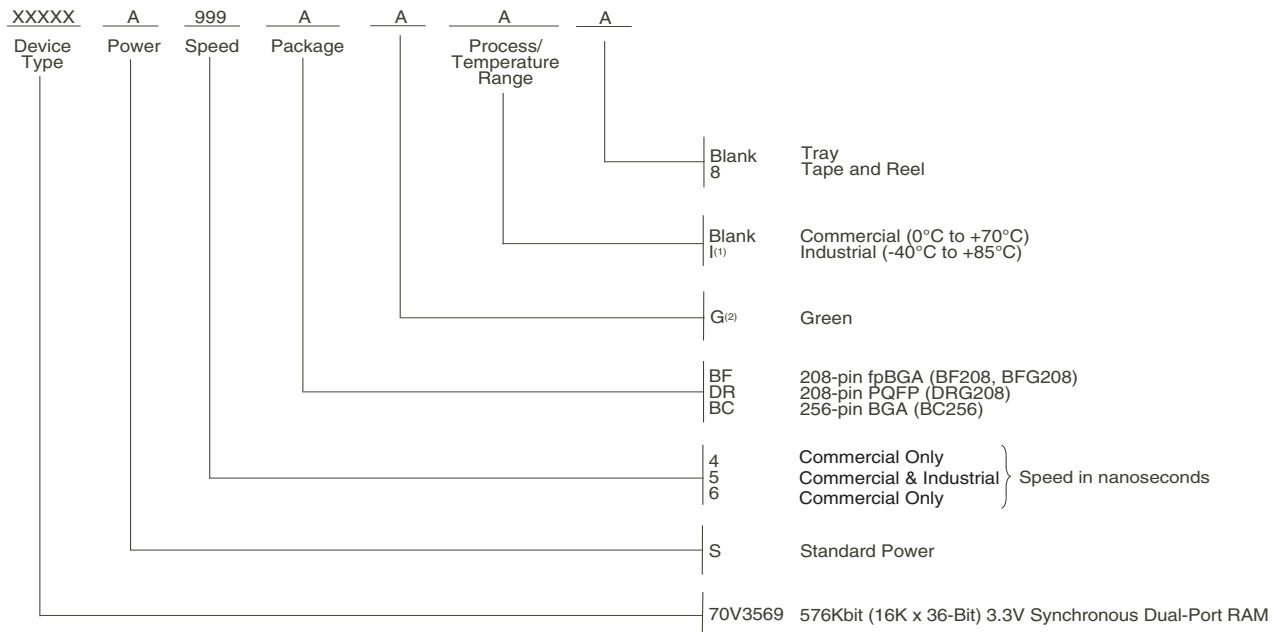 XXXXX A 999 A A A A
Device Type Power Speed Package Process/ Temperature Range
Blank Tray
8 Tape and Reel
Blank Commercial (0°C to +70°C)
I(1) Industrial (-40°C to +85°C)
G(2) Green
BF 208-pin fpBGA (BF208, BFG208)
DR 208-pin PQFP (DRG208)
BC 256-pin BGA (BC256)
4 Commercial Only
5 Commercial & Industrial Speed in nanoseconds
6 Commercial Only
S Standard Power
70V3569 576Kbit (16K x 36-Bit) 3.3V Synchronous Dual-Port RAM